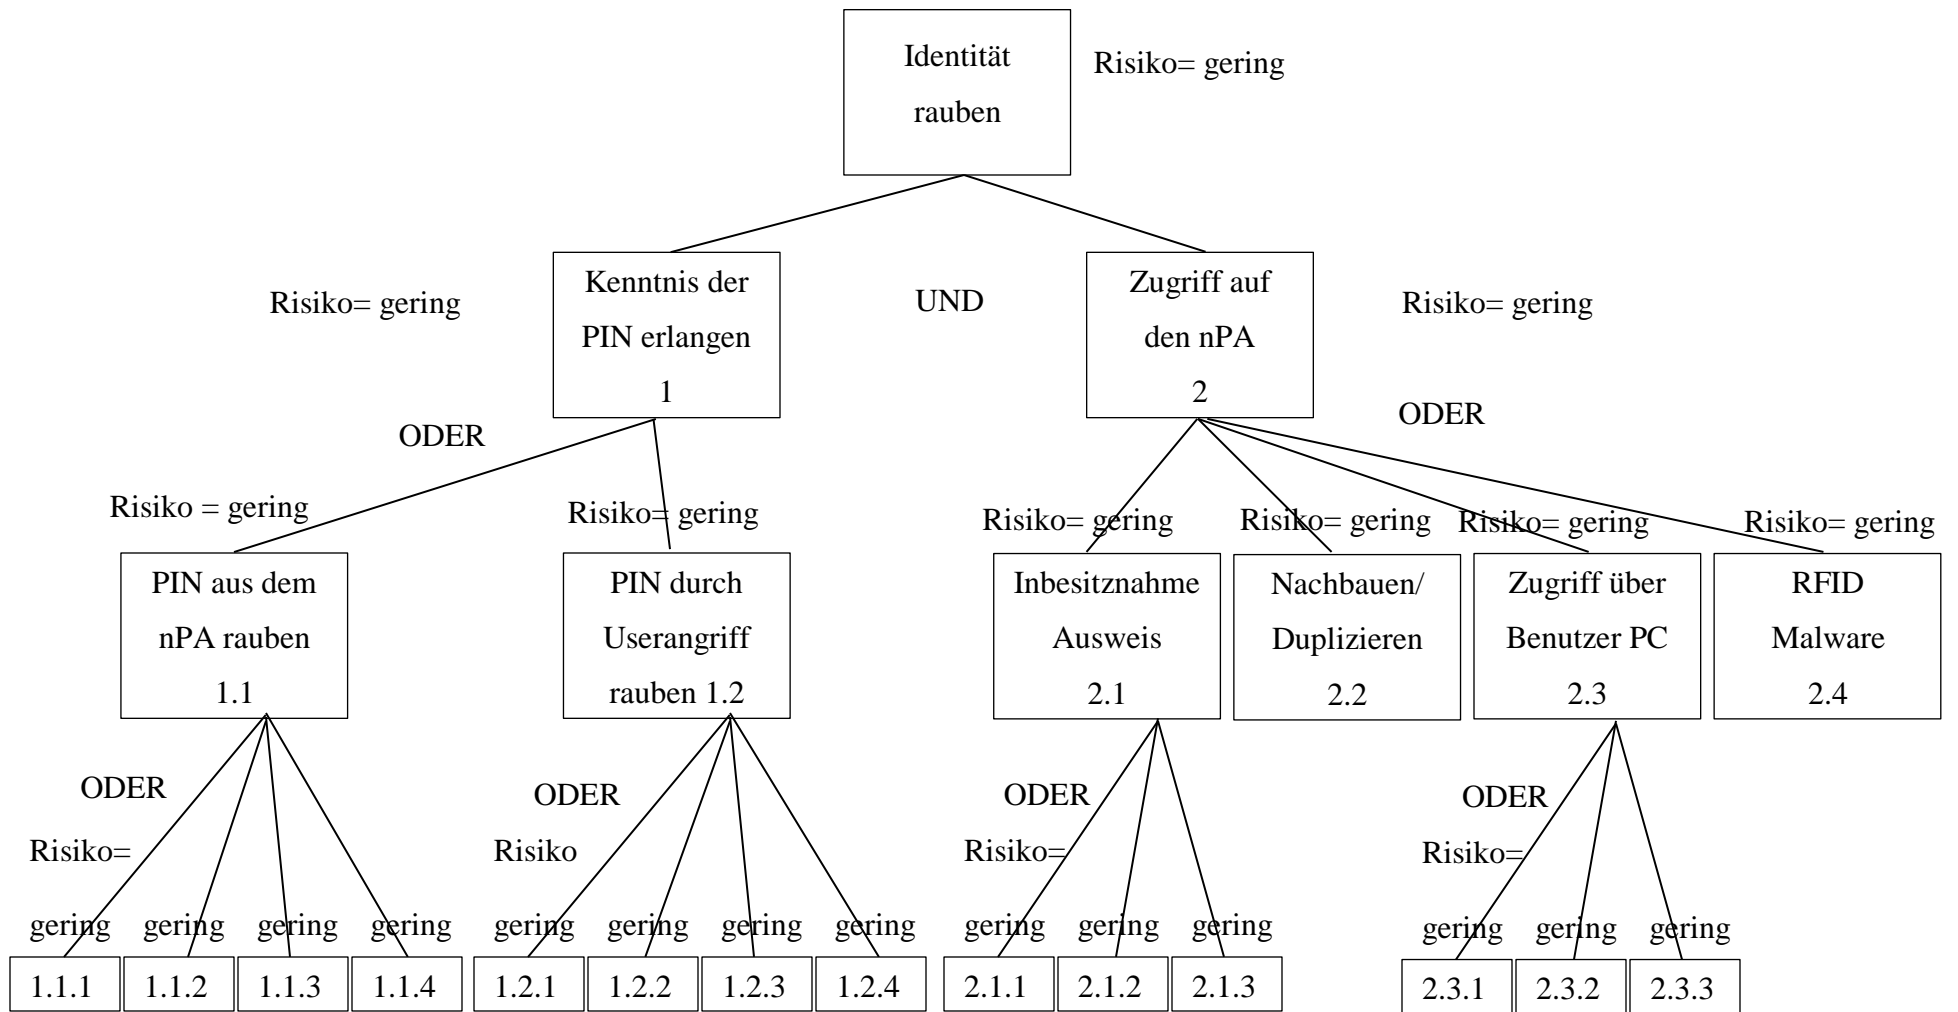 Identität
rauben
Risiko= gering
Risiko= gering
Kenntnis der
PIN erlangen
1
UND
Zugriff auf
den nPA
2
Risiko= gering
ODER
ODER
Risiko = gering
Risiko= gering
Risiko= gering
Risiko= gering
Risiko= gering
Risiko= gering
PIN aus dem
nPA rauben
1.1
PIN durch
Userangriff
rauben 1.2
Inbesitznahme
Ausweis
2.1
Nachbauen/
Duplizieren
2.2
Zugriff über
Benutzer PC
2.3
RFID
Malware
2.4
ODER
ODER
ODER
ODER
Risiko=
Risiko
Risiko=
Risiko=
gering gering gering gering
gering gering gering gering
gering gering gering
gering gering gering
1.1.1 1.1.2 1.1.3 1.1.4
1.2.1 1.2.2 1.2.3 1.2.4
2.1.1 2.1.2 2.1.3
2.3.1 2.3.2 2.3.3